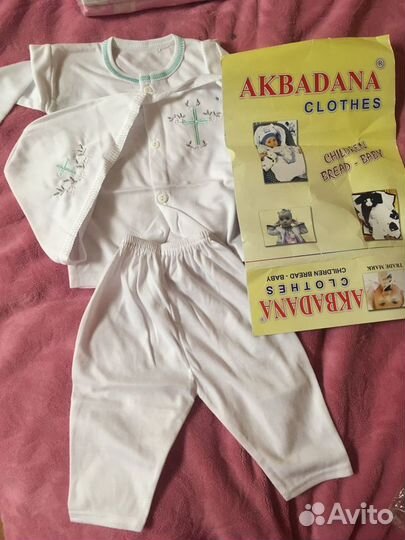 AKBADANA ®
CLOTHES
CHILDREN
BREAD - BABY
TRADE MARK
CHILDREN BREAD - BABY
CLOTHES
AKBADANA ®
Avito